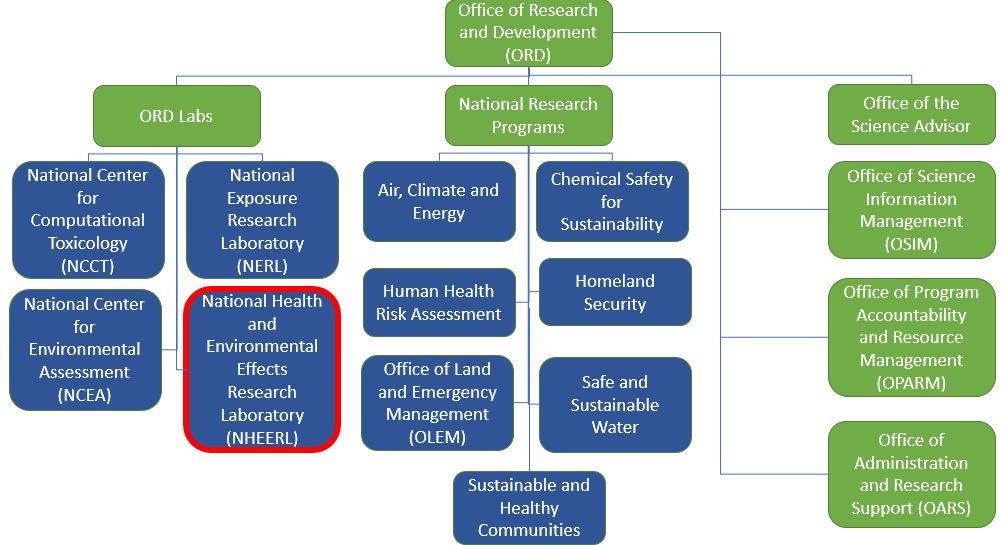 Office of Research
and Development
(ORD)
ORD Labs
National Research
Programs
Office of the
Science Advisor
National Center
for
Computational
Toxicology
(NCCT)
National
Exposure
Research
Laboratory
(NERL)
National Center
for
Environmental
Assessment
(NCEA)
National Health
and
Environmental
Effects
Research
Laboratory
(NHEERL)
Air, Climate and
Energy
Chemical Safety
for
Sustainability
Human Health
Risk Assessment
Homeland
Security
Office of Land
and Emergency
Management
(OLEM)
Safe and
Sustainable
Water
Sustainable and
Healthy
Communities
Office of Science
Information
Management
(OSIM)
Office of Program
Accountability
and Resource
Management
(OPARM)
Office of
Administration
and Research
Support (OARS)